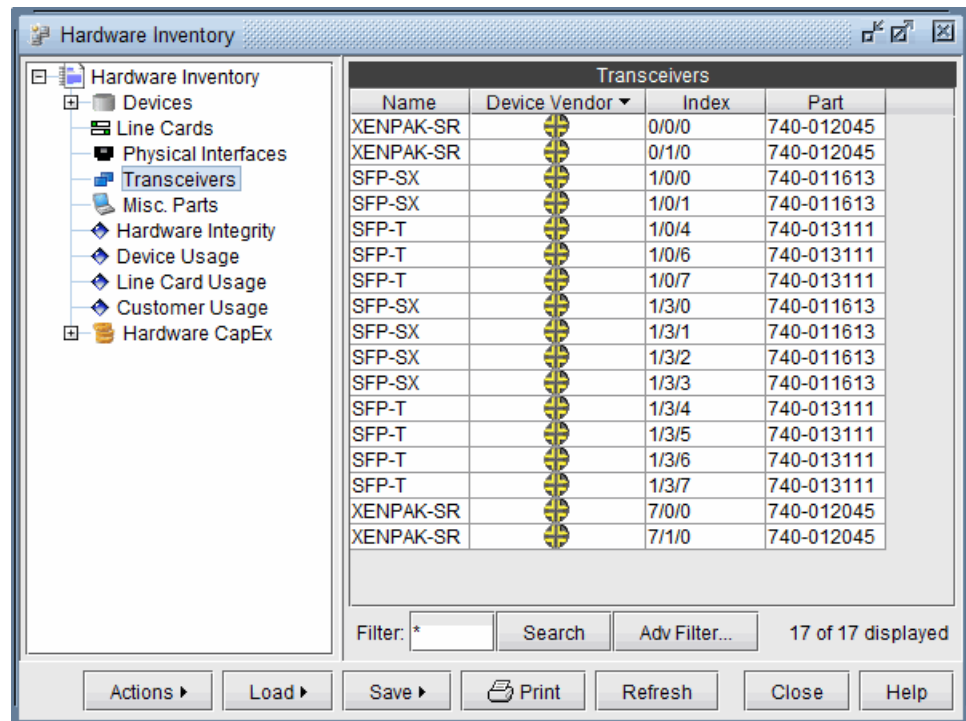 Hardware Inventory
Hardware Inventory
Devices
Line Cards
Physical Interfaces
Transceivers
Misc. Parts
Hardware Integrity
Device Usage
Line Card Usage
Customer Usage
Hardware CapEx
Transceivers
Name Device Vendor Index Part
XENPAK-SR 0/0/0 740-012045
XENPAK-SR 0/1/0 740-012045
SFP-SX 1/0/0 740-011613
SFP-SX 1/0/1 740-011613
SFP-T 1/0/4 740-013111
SFP-T 1/0/6 740-013111
SFP-T 1/0/7 740-013111
SFP-SX 1/3/0 740-011613
SFP-SX 1/3/1 740-011613
SFP-SX 1/3/2 740-011613
SFP-SX 1/3/3 740-011613
SFP-T 1/3/4 740-013111
SFP-T 1/3/5 740-013111
SFP-T 1/3/6 740-013111
SFP-T 1/3/7 740-013111
XENPAK-SR 7/0/0 740-012045
XENPAK-SR 7/1/0 740-012045
Filter: * Search Adv Filter... 17 of 17 displayed
Actions Load Save Print Refresh Close Help